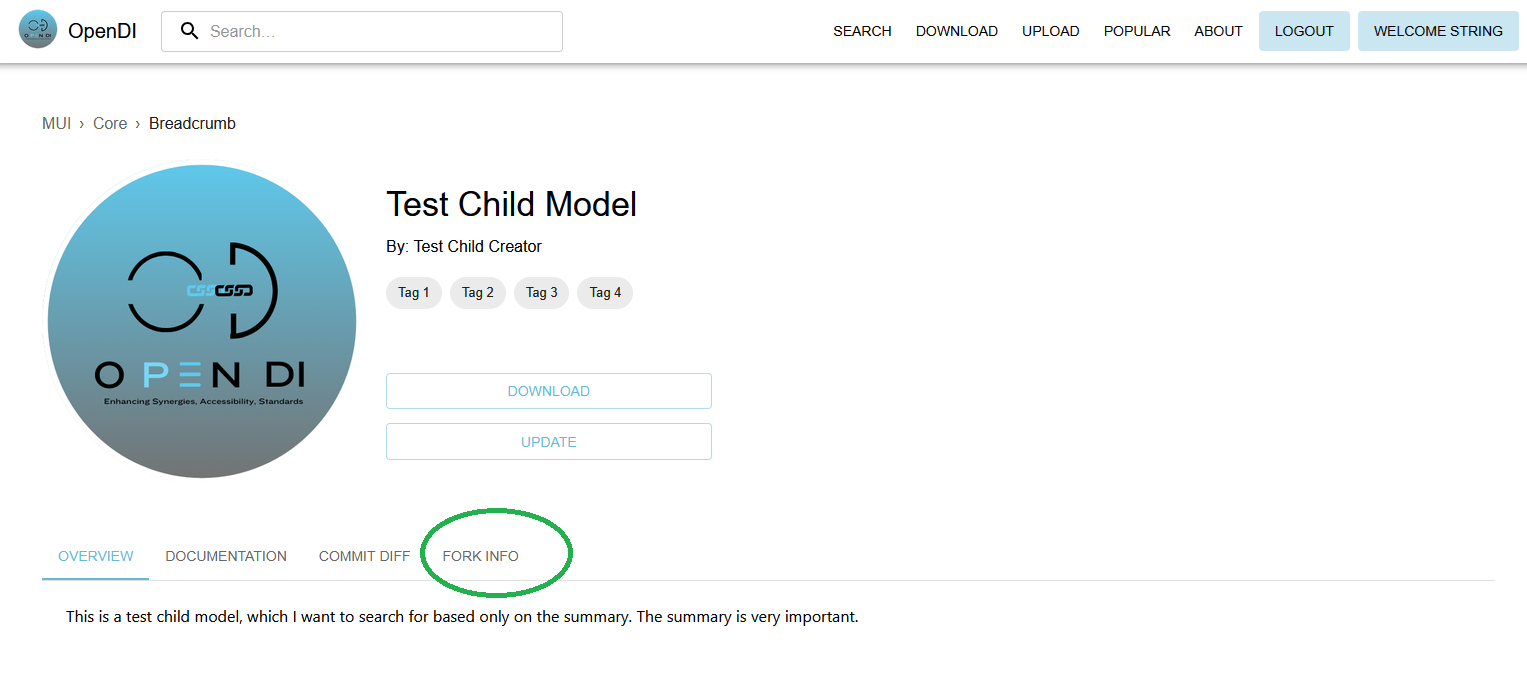 OpenDI Search... SEARCH DOWNLOAD UPLOAD POPULAR ABOUT LOGOUT WELCOME STRING
MUI › Core › Breadcrumb
Test Child Model
By: Test Child Creator
Tag 1 Tag 2 Tag 3 Tag 4
OPEN DI
Enhancing Synergies, Accessibility, Standards
DOWNLOAD
UPDATE
OVERVIEW DOCUMENTATION COMMIT DIFF FORK INFO
This is a test child model, which I want to search for based only on the summary. The summary is very important.